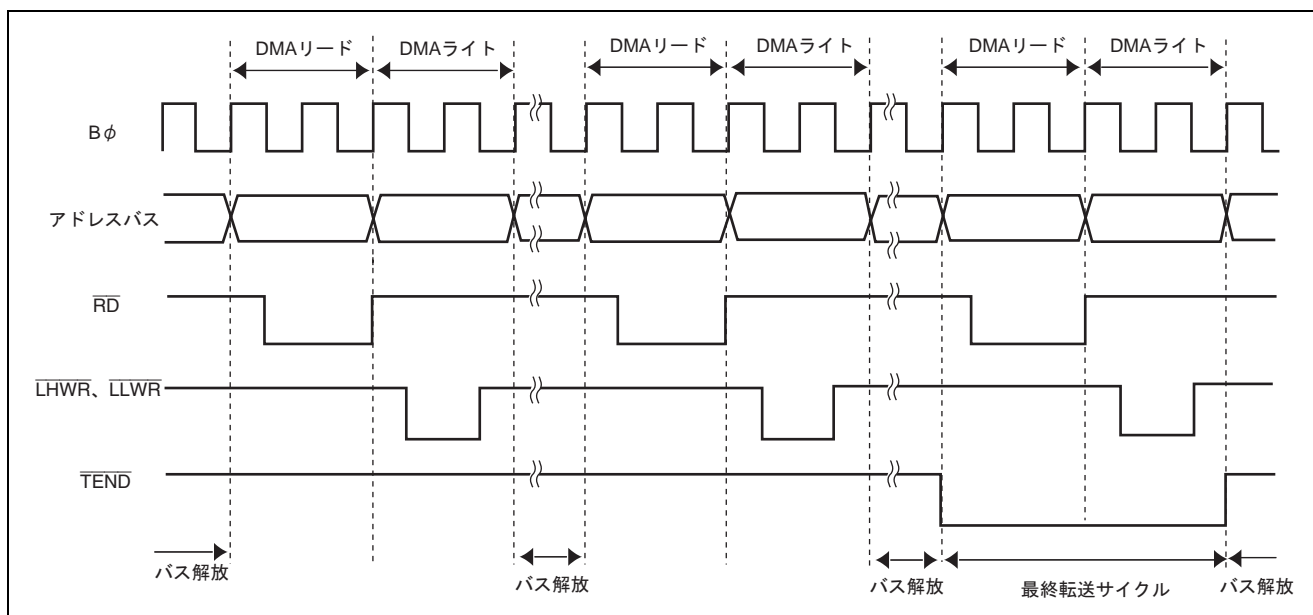 DMAリード DMAライト DMAリード DMAライト DMAリード DMAライト
Bφ
アドレスバス
RD
LHWR、LLWR
TEND
バス解放 バス解放 バス解放 最終転送サイクル バス解放